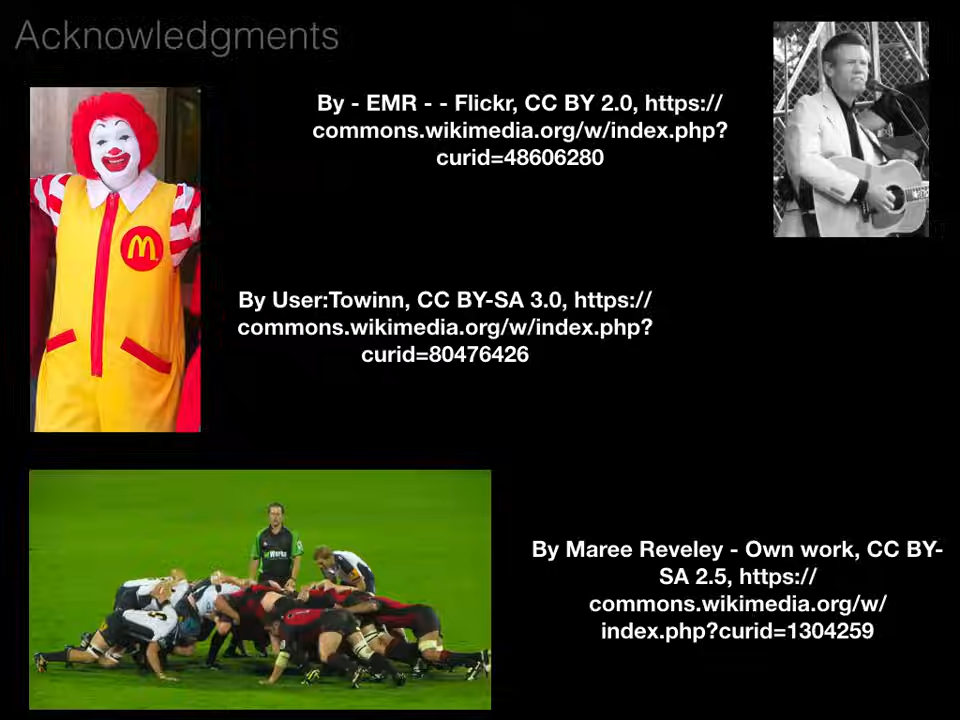 Acknowledgments
By - EMR - - Flickr, CC BY 2.0, https://
commons.wikimedia.org/w/index.php?
curid=48606280
By User:Towinn, CC BY-SA 3.0, https://
commons.wikimedia.org/w/index.php?
curid=80476426
By Maree Reveley - Own work, CC BY-
SA 2.5, https://
commons.wikimedia.org/w/
index.php?curid=1304259